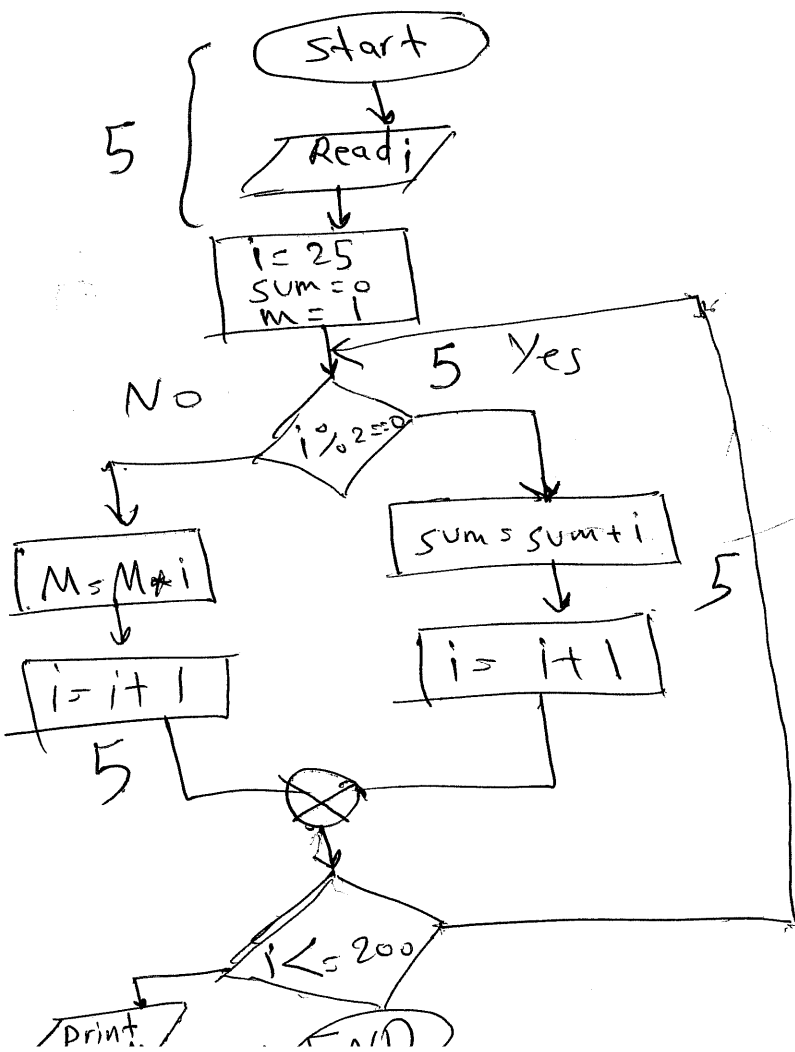 Start
5
Read i
i = 25
sum = 0
m = 1
5 Yes
No
i % 2 == 0
M = M * i
sum = sum + i
5
i = i + 1
i = i + 1
5
i <= 200
Print
END